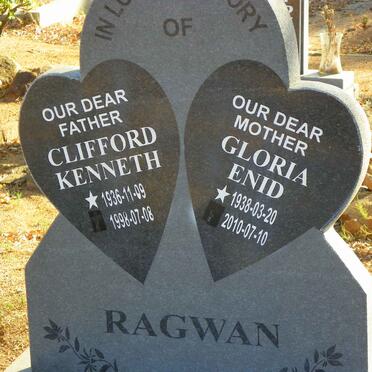 IN LO ORY
OF
OUR DEAR
FATHER
CLIFFORD
KENNETH
1936-11-09
1998-07-08
OUR DEAR
MOTHER
GLORIA
ENID
1938-03-20
2010-07-10
RAGWAN